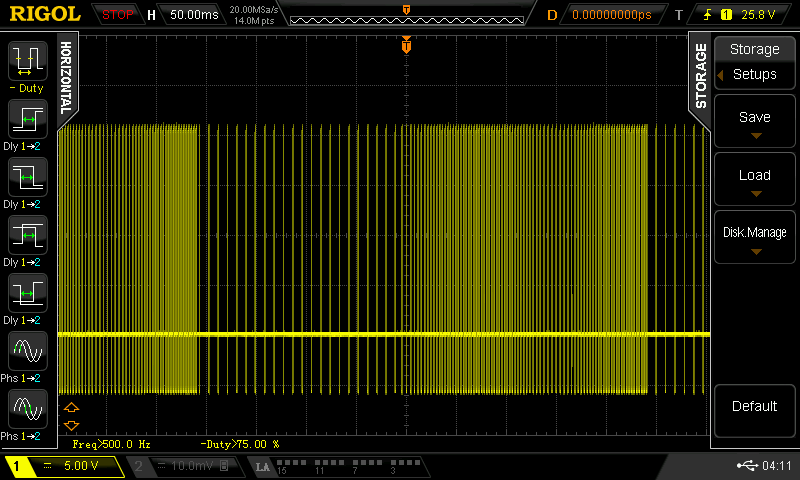 RIGOL STOP H 50.00ms 20.00MSa/s D 0.00000000ps T 1 25.8 V
14.0M pts
HORIZONTAL
- Duty
Dly 1→2
Dly 1→2
Dly 1→2
Dly 1→2
Phs 1→2
Phs 1→2
T
STORAGE
Storage
Setups
Save
Load
Disk.Manage
Default
Freq>500.0 Hz -Duty>75.00 %
1 5.00 V 2 10.0mV LA 15 11 7 3 04:11